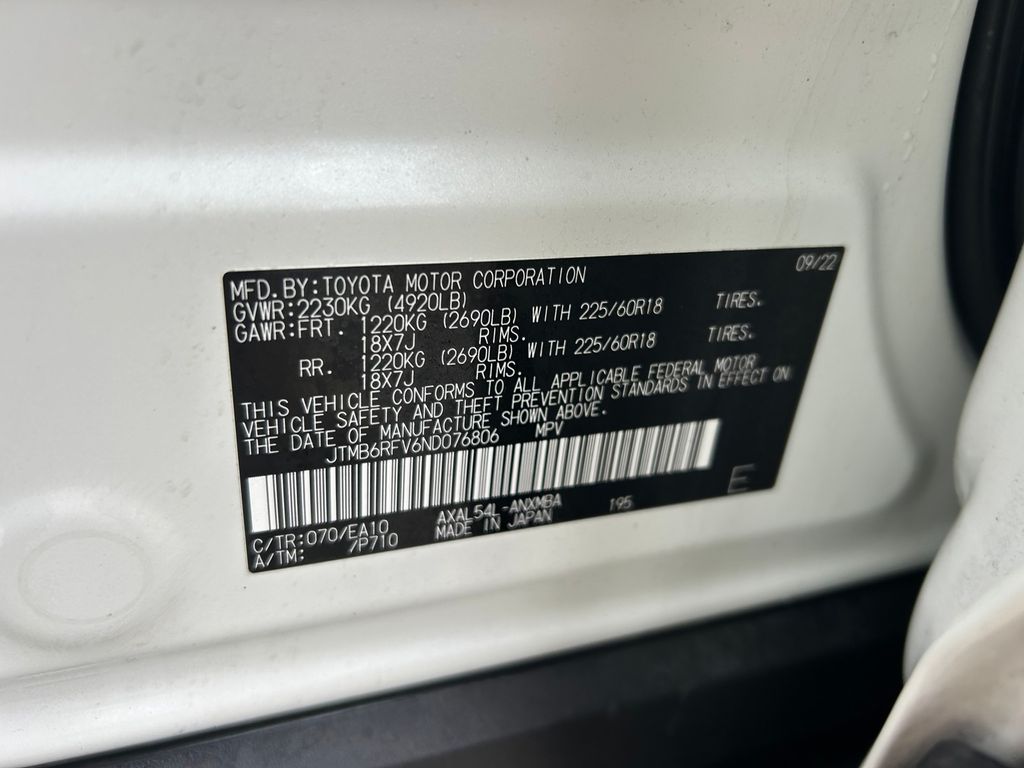 09/22
MFD.BY:TOYOTA MOTOR CORPORATION
GVWR:2230KG (4920LB)
GAWR:FRT. 1220KG (2690LB) WITH 225/60R18 TIRES.
18X7J RIMS.
RR. 1220KG (2690LB) WITH 225/60R18 TIRES.
18X7J RIMS.
THIS VEHICLE CONFORMS TO ALL APPLICABLE FEDERAL MOTOR
VEHICLE SAFETY AND THEFT PREVENTION STANDARDS IN EFFECT ON
THE DATE OF MANUFACTURE SHOWN ABOVE.
JTMB6RFV6ND076806 MPV
E
C/TR:070/EA10 AXAL54L-ANXMBA 195
A/TM: /P710 MADE IN JAPAN